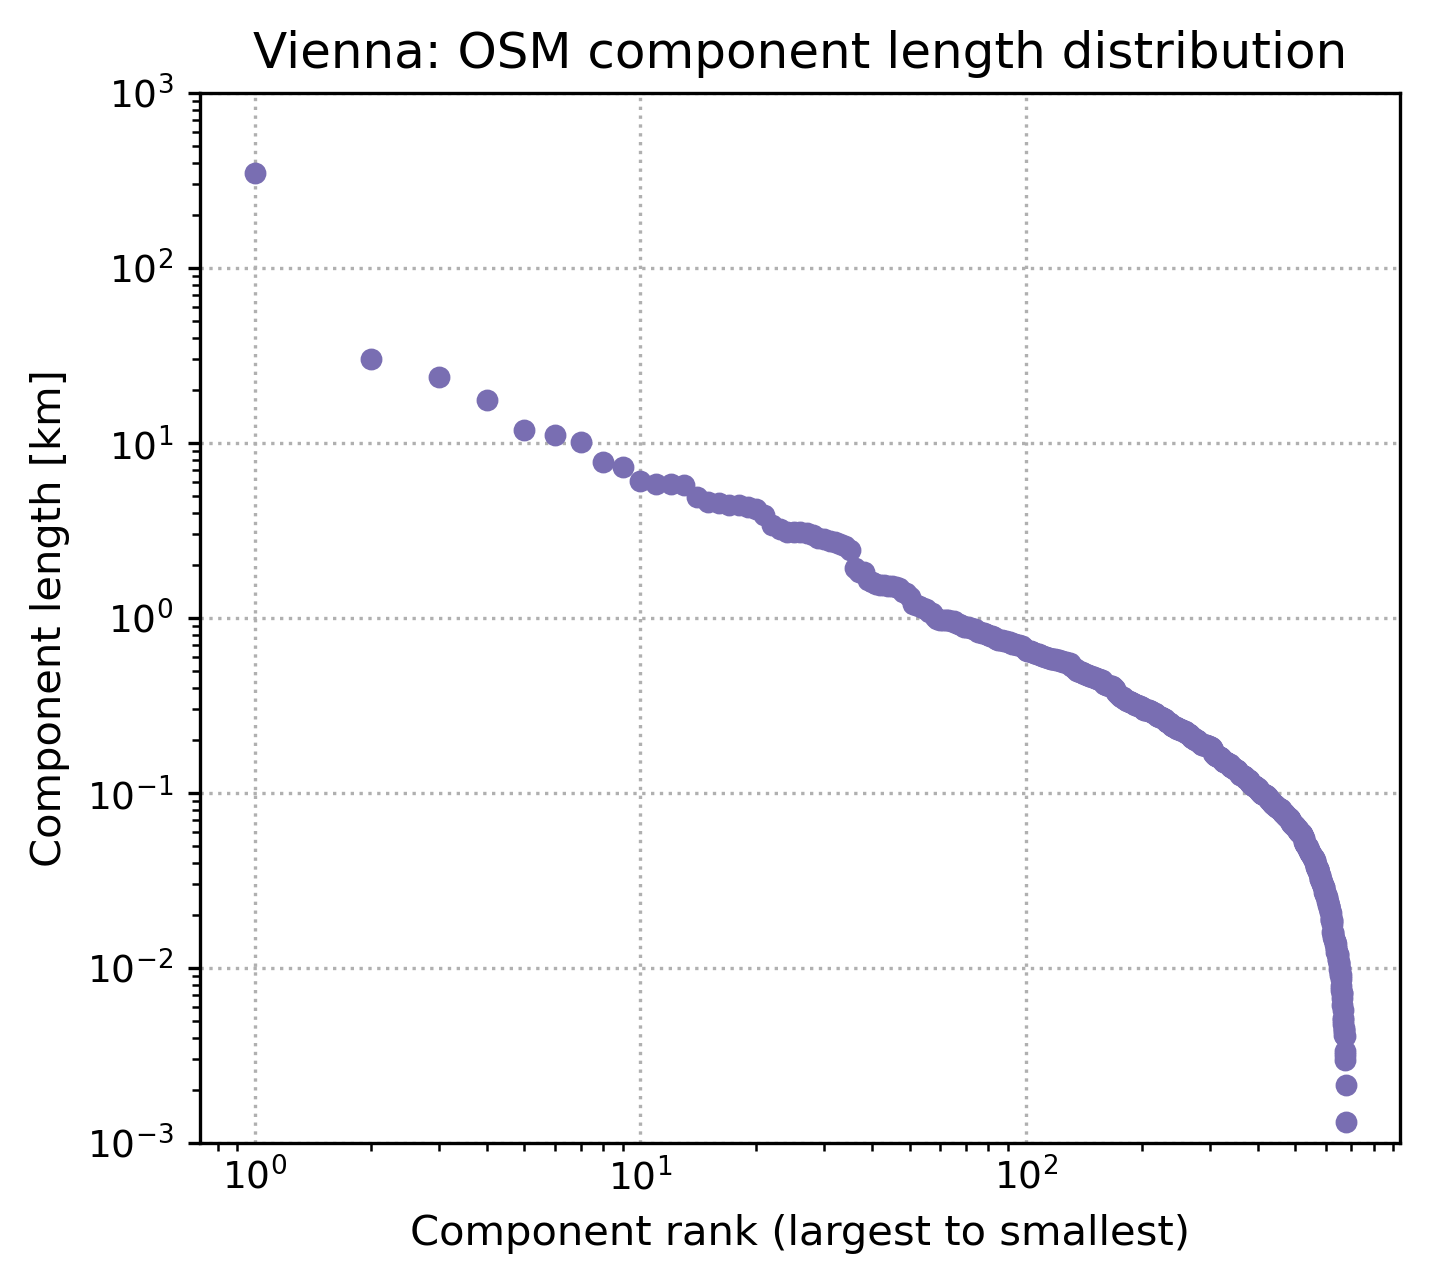 Vienna: OSM component length distribution
10³
10²
10¹
10⁰
10⁻¹
10⁻²
10⁻³
Component length [km]
10⁰ 10¹ 10²
Component rank (largest to smallest)